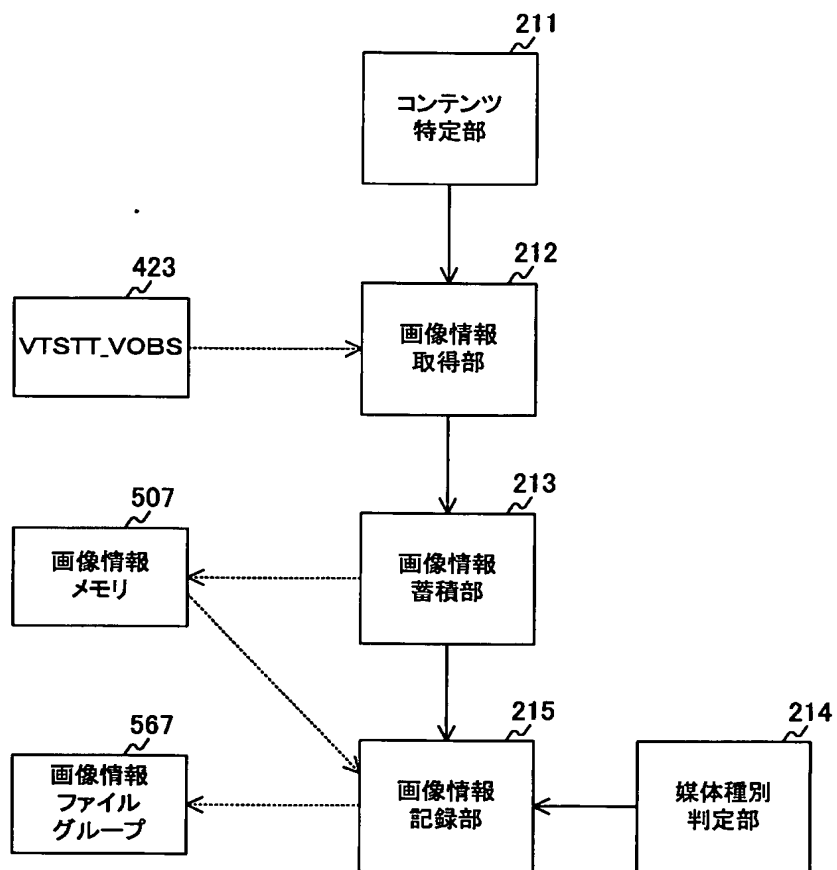 211
コンテンツ
特定部
212
423
画像情報
取得部
VTSTT_VOBS
213
507
画像情報
蓄積部
画像情報
メモリ
215
214
567
画像情報
記録部
媒体種別
判定部
画像情報
ファイル
グループ